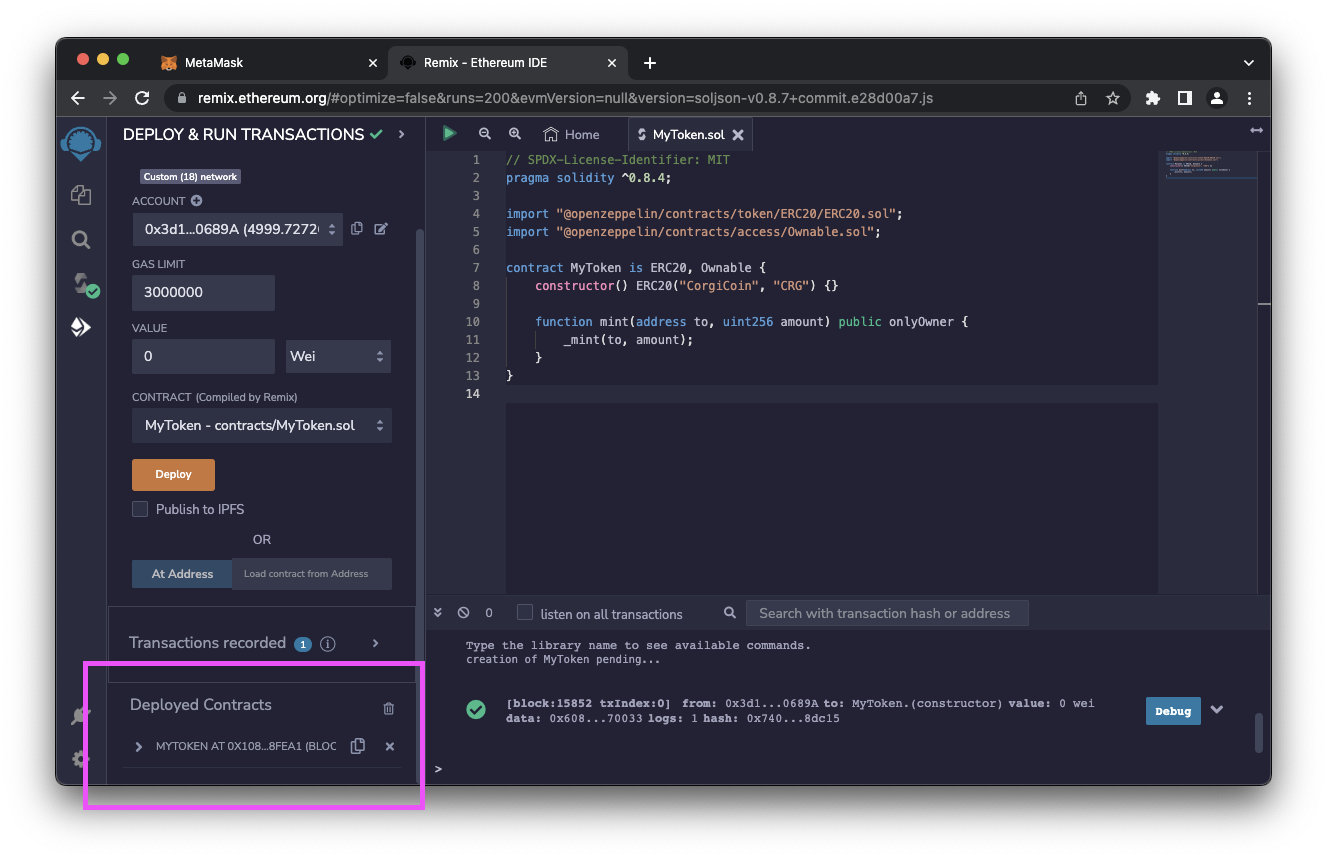 MetaMask
Remix - Ethereum IDE
remix.ethereum.org/#optimize=false&runs=200&evmVersion=null&version=soljson-v0.8.7+commit.e28d00a7.js
DEPLOY & RUN TRANSACTIONS
Custom (18) network
ACCOUNT
0x3d1...0689A (4999.7272
GAS LIMIT
3000000
VALUE
0
Wei
CONTRACT (Compiled by Remix)
MyToken - contracts/MyToken.sol
Deploy
Publish to IPFS
OR
At Address
Load contract from Address
Transactions recorded 1
Deployed Contracts
MYTOKEN AT 0X108...8FEA1 (BLOC
Home
MyToken.sol
1 // SPDX-License-Identifier: MIT
2 pragma solidity ^0.8.4;
3
4 import "@openzeppelin/contracts/token/ERC20/ERC20.sol";
5 import "@openzeppelin/contracts/access/Ownable.sol";
6
7 contract MyToken is ERC20, Ownable {
8 constructor() ERC20("CorgiCoin", "CRG") {}
9
10 function mint(address to, uint256 amount) public onlyOwner {
11 _mint(to, amount);
12 }
13 }
14
0
listen on all transactions
Search with transaction hash or address
Type the library name to see available commands.
creation of MyToken pending...
[block:15852 txIndex:0] from: 0x3d1...0689A to: MyToken.(constructor) value: 0 wei
data: 0x608...70033 logs: 1 hash: 0x740...8dc15
Debug
>